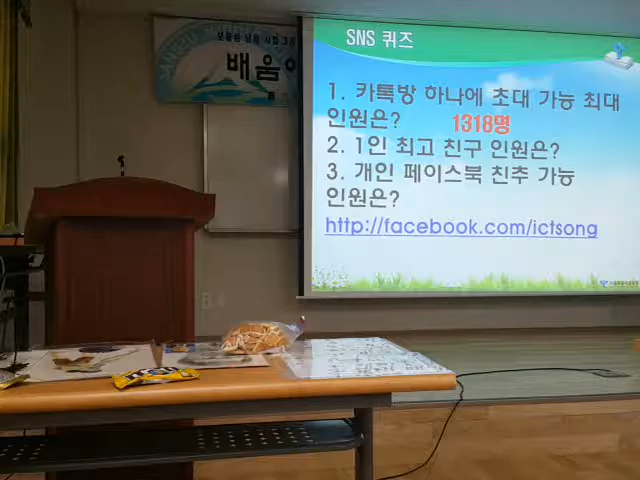 SNS 퀴즈
1. 카톡방 하나에 초대 가능 최대
인원은? 1318명
2. 1인 최고 친구 인원은?
3. 개인 페이스북 친추 가능
인원은?
http://facebook.com/ictsong
배움